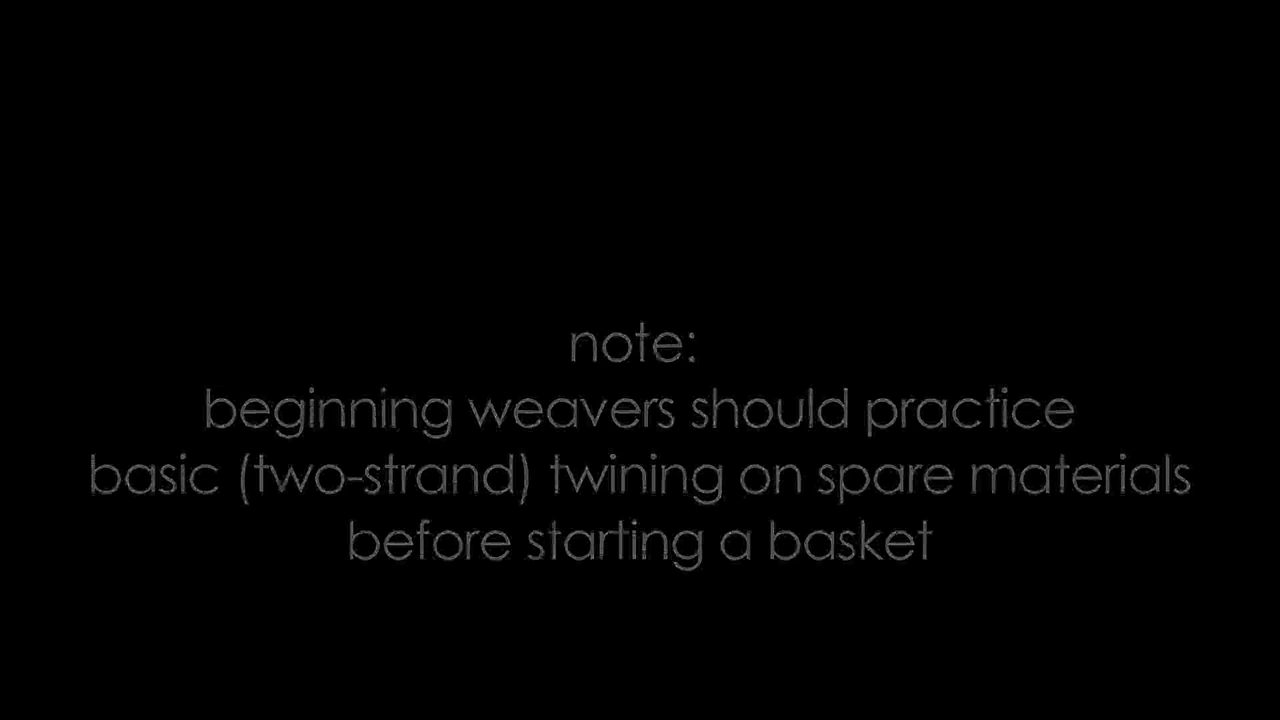 note:
beginning weavers should practice
basic (two-strand) twining on spare materials
before starting a basket